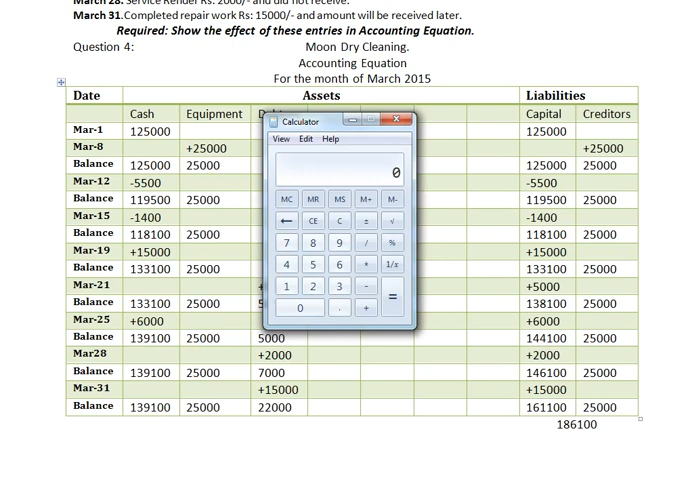 March 28. Service Render Rs. 2000/- and did not receive.
March 31.Completed repair work Rs: 15000/- and amount will be received later.
Required: Show the effect of these entries in Accounting Equation.
Question 4: Moon Dry Cleaning.
Accounting Equation
For the month of March 2015
Date Assets Liabilities
Cash Equipment Capital Creditors
Mar-1 125000 125000
Mar-8 +25000 +25000
Balance 125000 25000 125000 25000
Mar-12 -5500 -5500
Balance 119500 25000 119500 25000
Mar-15 -1400 -1400
Balance 118100 25000 118100 25000
Mar-19 +15000 +15000
Balance 133100 25000 133100 25000
Mar-21 + +5000
Balance 133100 25000 5 138100 25000
Mar-25 +6000 +6000
Balance 139100 25000 5000 144100 25000
Mar28 +2000 +2000
Balance 139100 25000 7000 146100 25000
Mar-31 +15000 +15000
Balance 139100 25000 22000 161100 25000
186100
Calculator
View Edit Help
0
MC MR MS M+ M-
← CE C ± √
7 8 9 / %
4 5 6 * 1/x
1 2 3 - =
0 . +